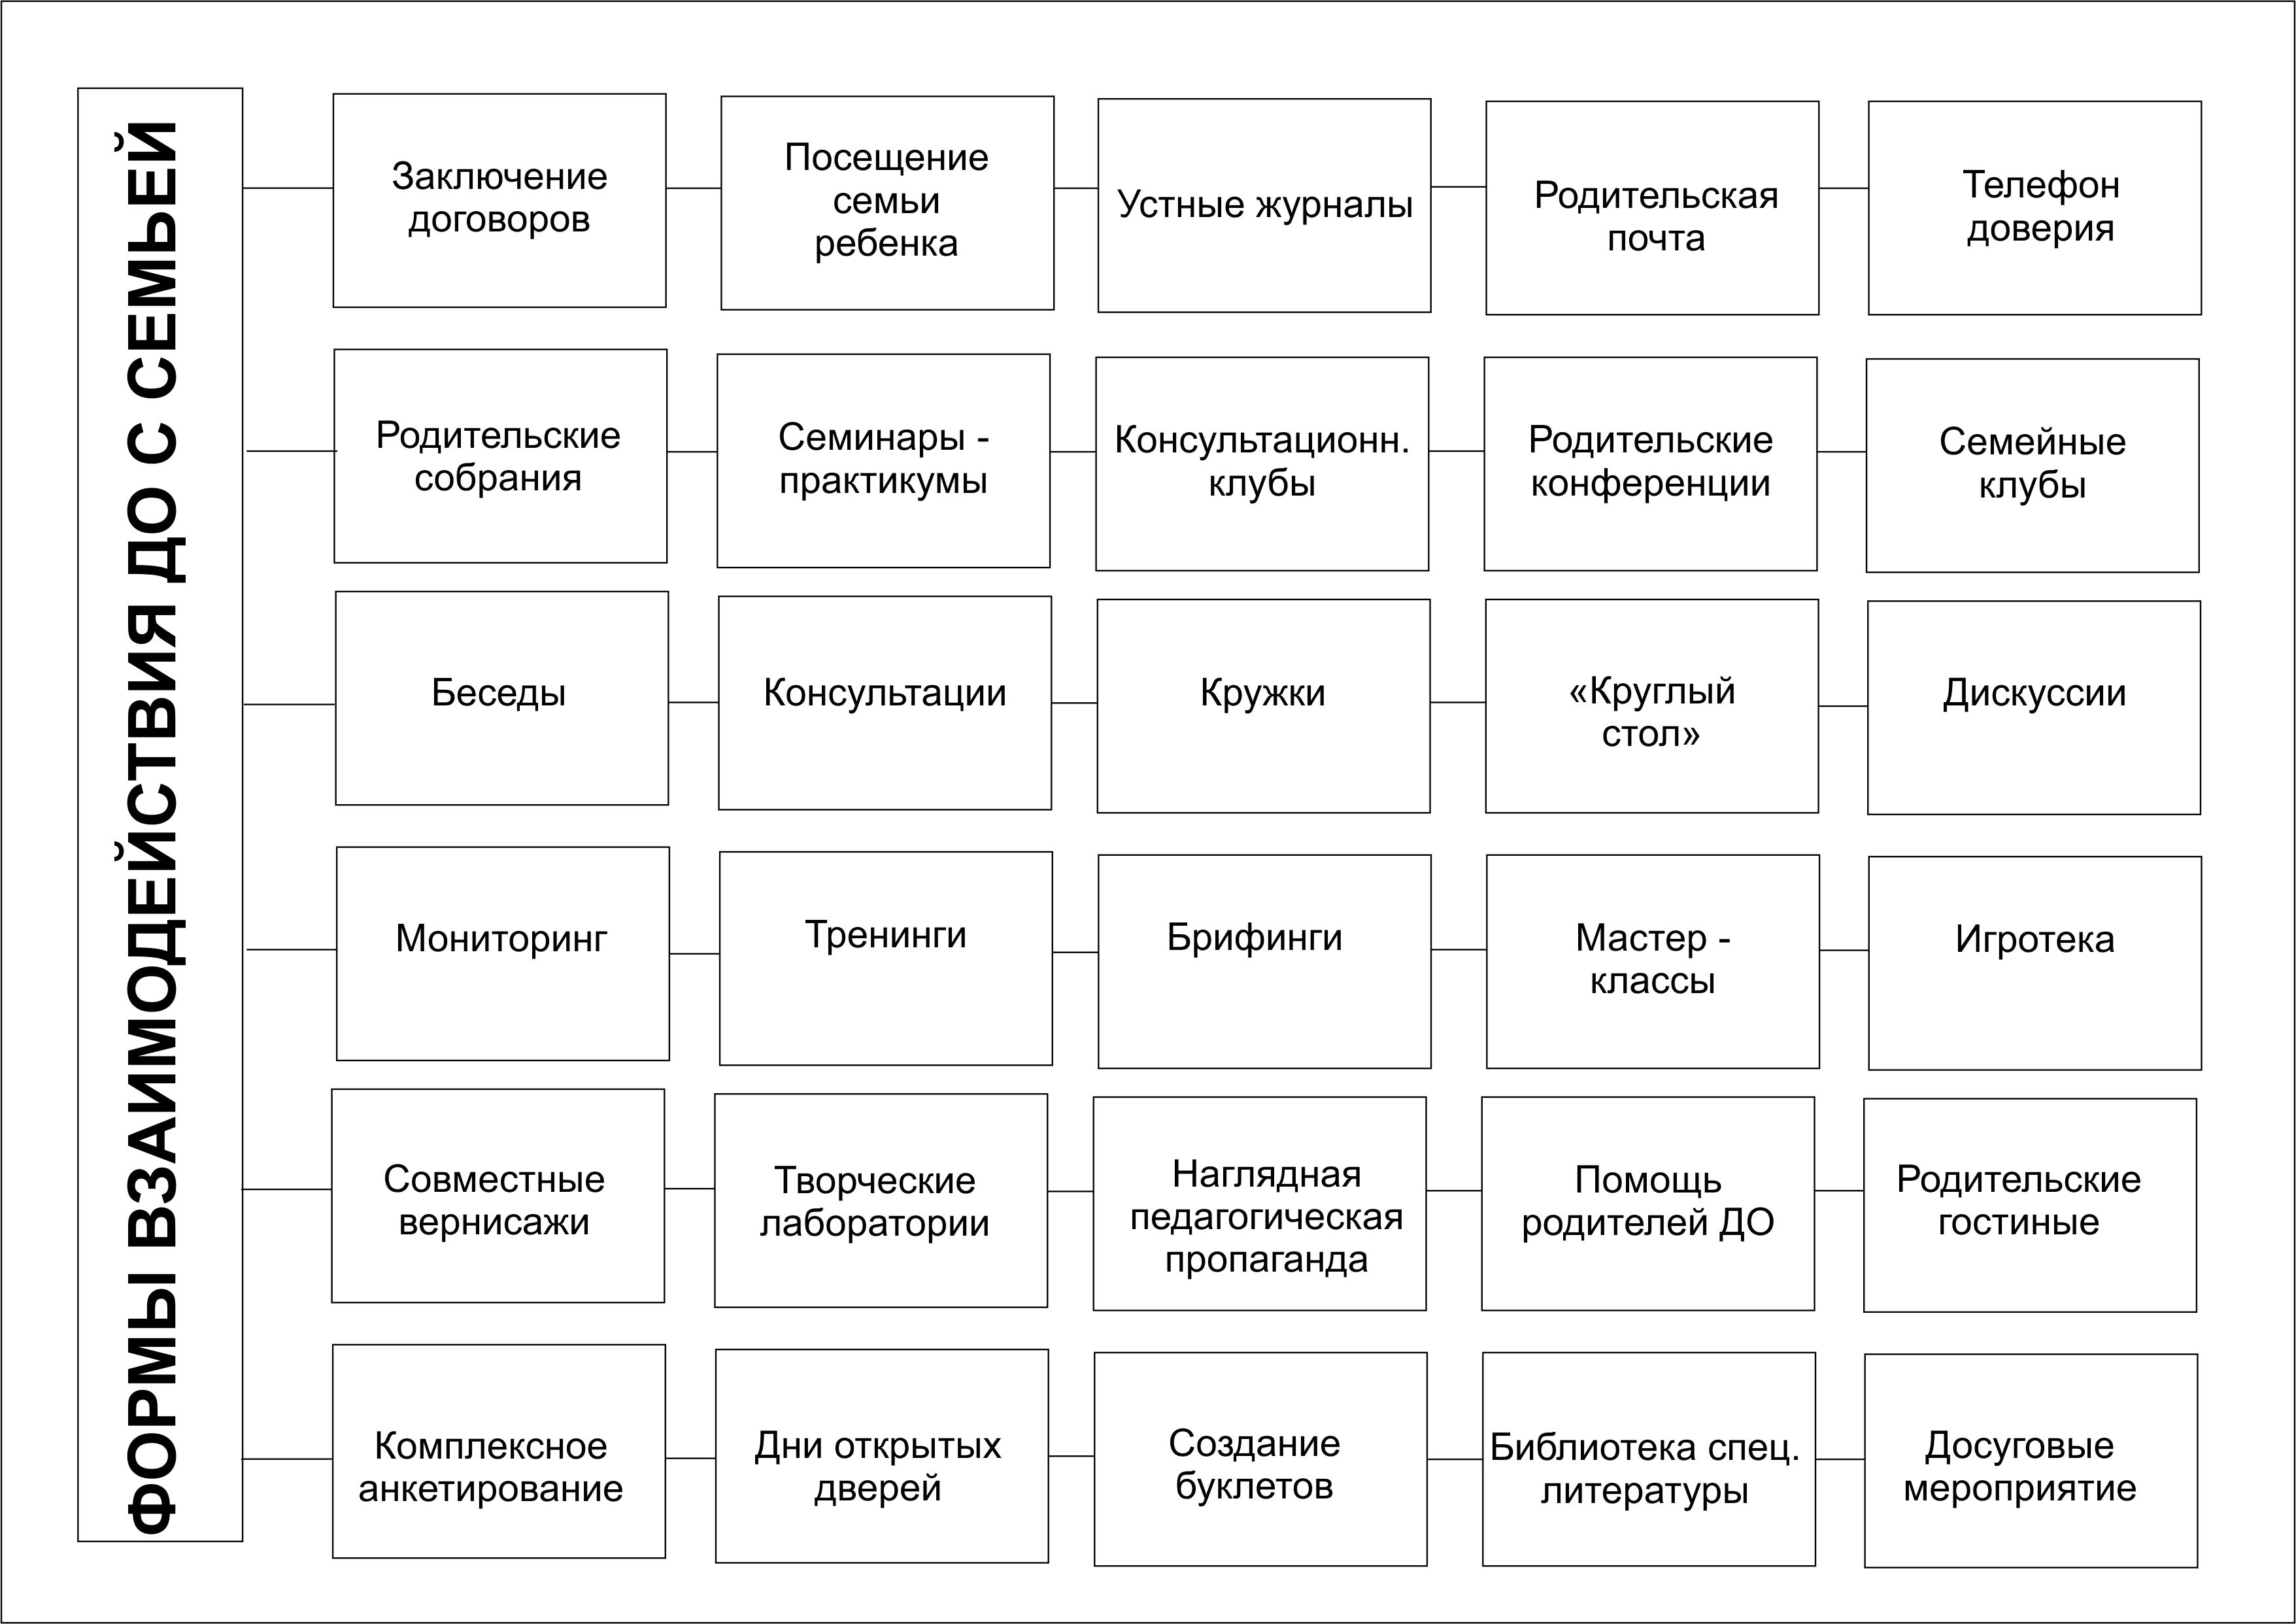 ФОРМЫ ВЗАИМОДЕЙСТВИЯ ДО С СЕМЬЕЙ
Заключение
договоров
Посещение
семьи
ребенка
Устные журналы
Родительская
почта
Телефон
доверия
Родительские
собрания
Семинары -
практикумы
Консультационн.
клубы
Родительские
конференции
Семейные
клубы
Беседы
Консультации
Кружки
«Круглый
стол»
Дискуссии
Мониторинг
Тренинги
Брифинги
Мастер -
классы
Игротека
Совместные
вернисажи
Творческие
лаборатории
Наглядная
педагогическая
пропаганда
Помощь
родителей ДО
Родительские
гостиные
Комплексное
анкетирование
Дни открытых
дверей
Создание
буклетов
Библиотека спец.
литературы
Досуговые
мероприятие